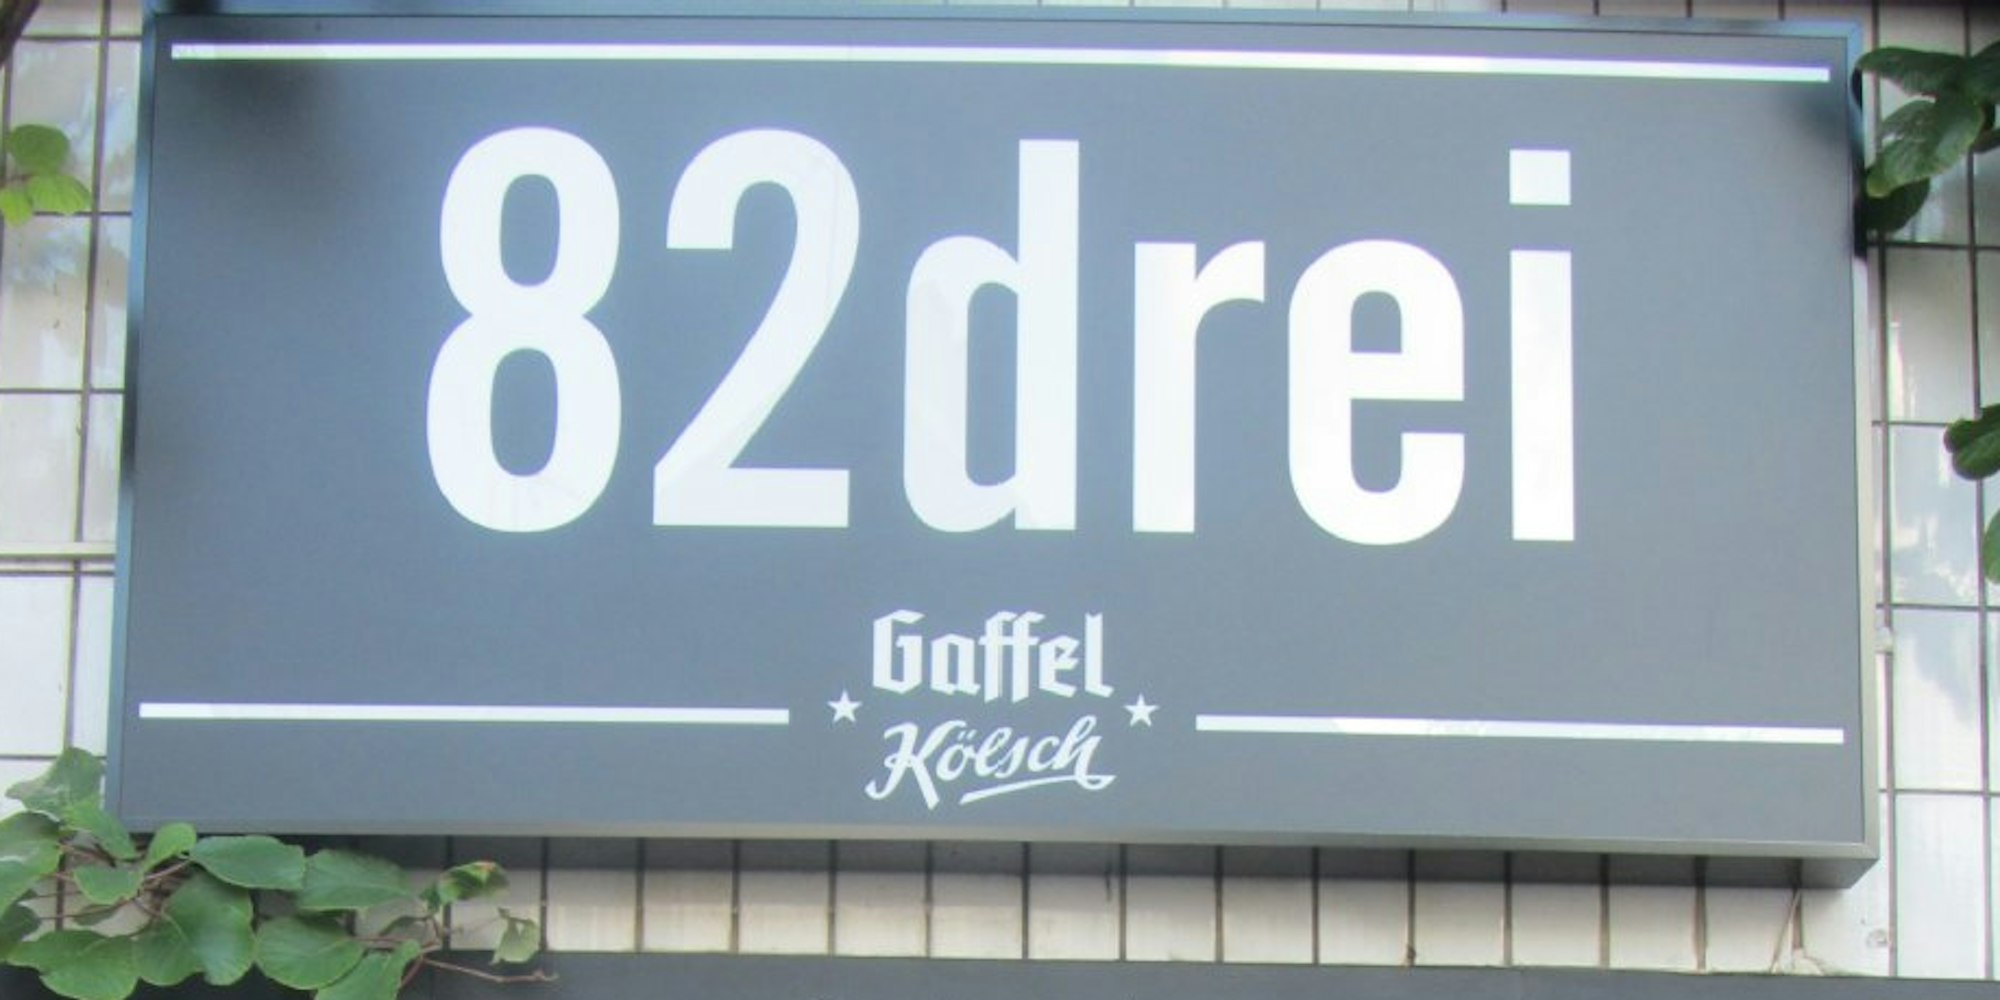 82drei
Gaffel
Kölsch